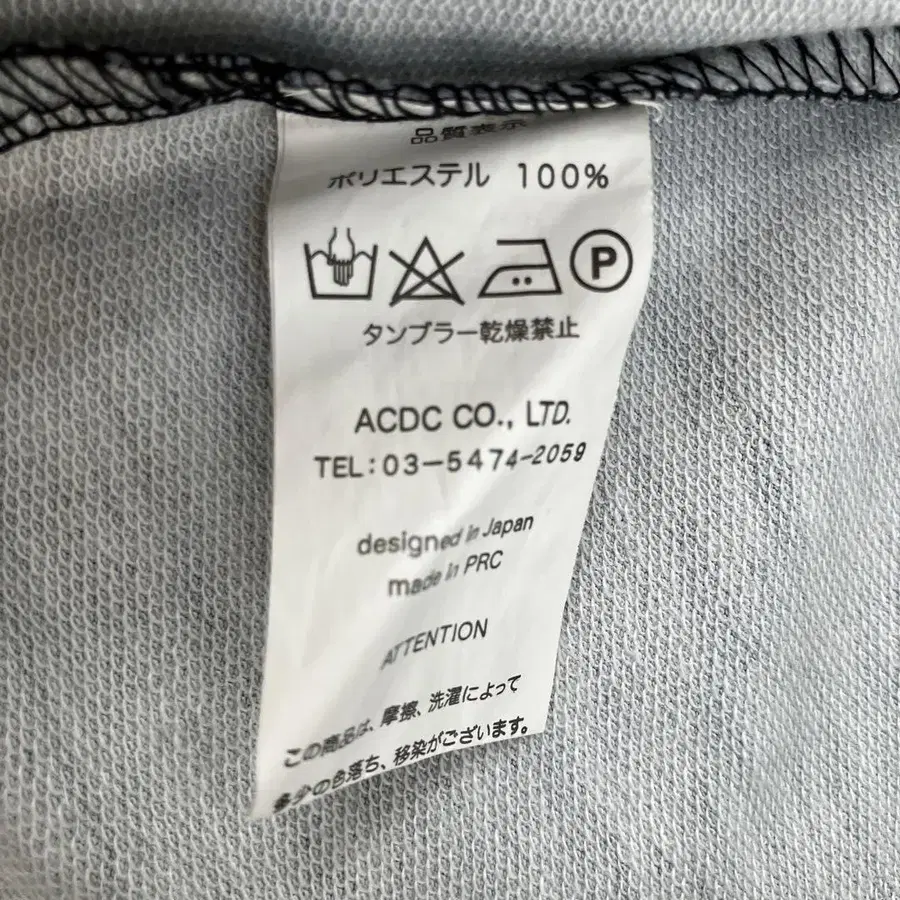 品質表示
ポリエステル 100%
P
タンブラー乾燥禁止
ACDC CO., LTD.
TEL:03-5474-2059
designed in Japan
made in PRC
ATTENTION
この商品は、摩擦、洗濯によって
多少の色落ち、移染がございます。